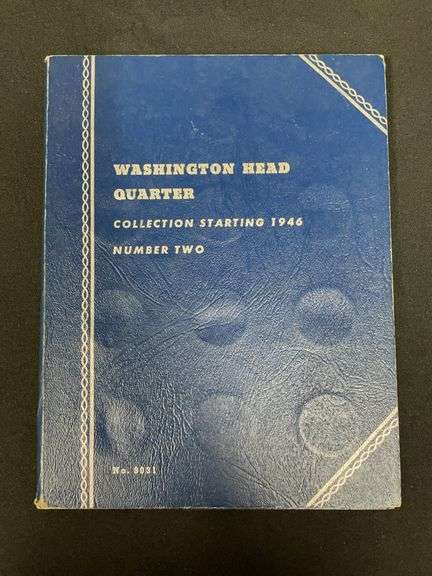 WASHINGTON HEAD
QUARTER
COLLECTION STARTING 1946
NUMBER TWO
No. 9031